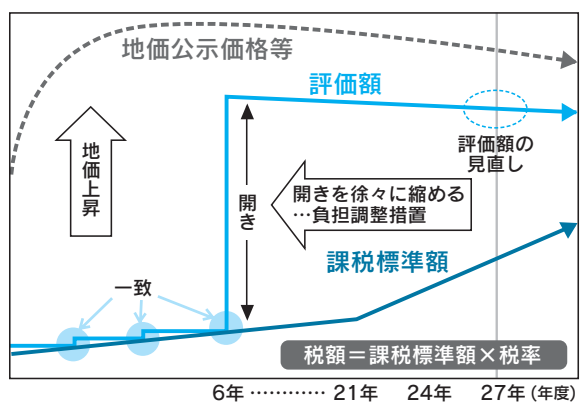 地価公示価格等
評価額
地価上昇
評価額の
見直し
開き
開きを徐々に縮める
…負担調整措置
課税標準額
一致
税額＝課税標準額×税率
6年 ………… 21年 24年 27年 (年度)